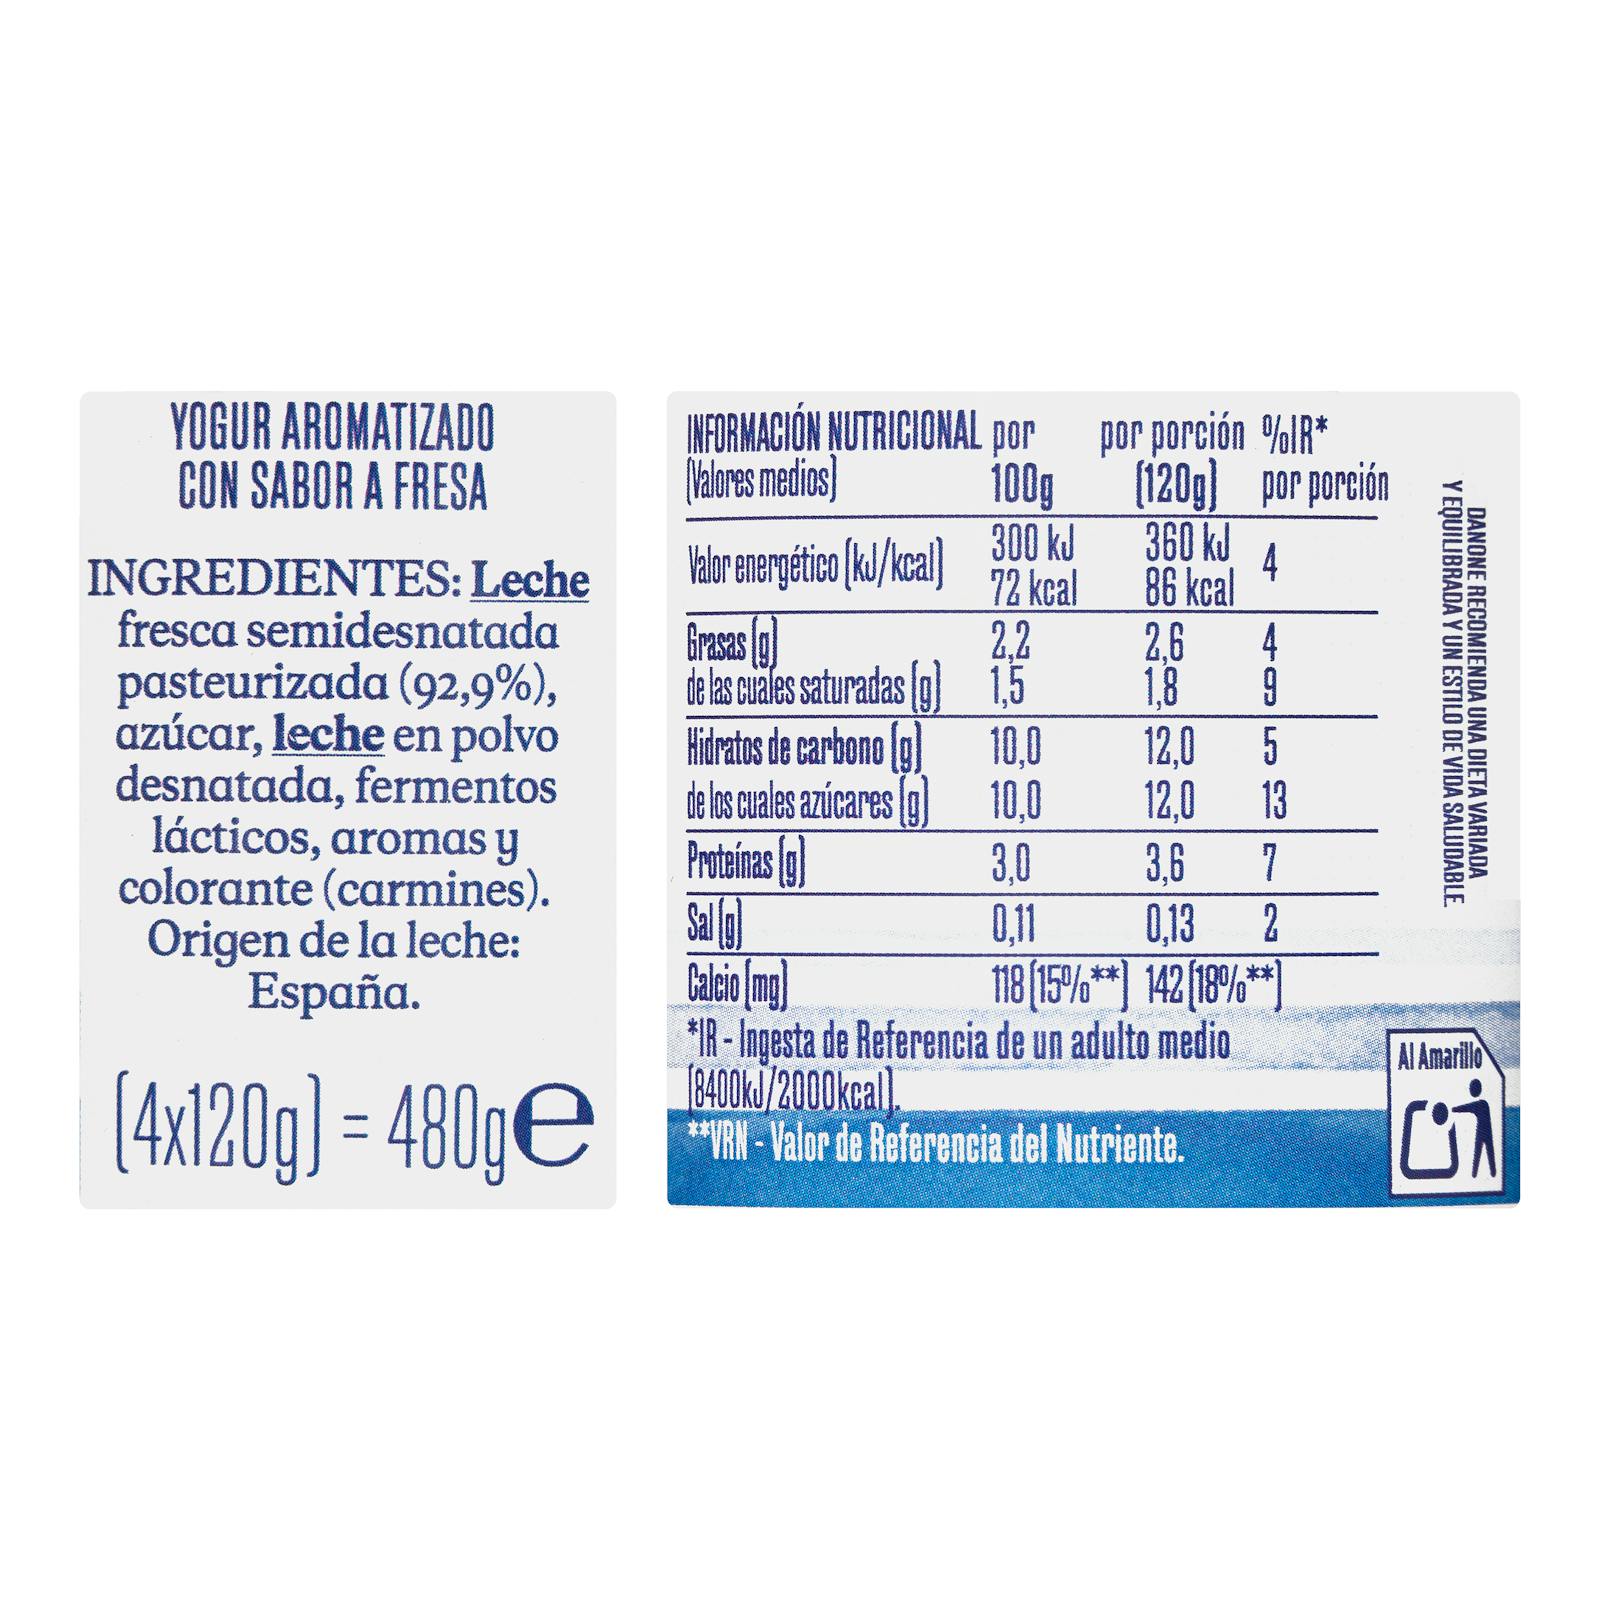 YOGUR AROMATIZADO
CON SABOR A FRESA
INGREDIENTES: Leche
fresca semidesnatada
pasteurizada (92,9%),
azúcar, leche en polvo
desnatada, fermentos
lácticos, aromas y
colorante (carmines).
Origen de la leche:
España.
(4x120g) = 480g℮
INFORMACIÓN NUTRICIONAL por por porción %IR*
(Valores medios) 100g (120g) por porción
Valor energético (kJ/kcal) 300 kJ 360 kJ 4
72 kcal 86 kcal
Grasas (g) 2,2 2,6 4
de las cuales saturadas (g) 1,5 1,8 9
Hidratos de carbono (g) 10,0 12,0 5
de los cuales azúcares (g) 10,0 12,0 13
Proteínas (g) 3,0 3,6 7
Sal (g) 0,11 0,13 2
Calcio (mg) 118 (15%**) 142 (18%**)
*IR - Ingesta de Referencia de un adulto medio
(8400kJ/2000kcal).
**VRN - Valor de Referencia del Nutriente.
DANONE RECOMIENDA UNA DIETA VARIADA
Y EQUILIBRADA Y UN ESTILO DE VIDA SALUDABLE
Al Amarillo